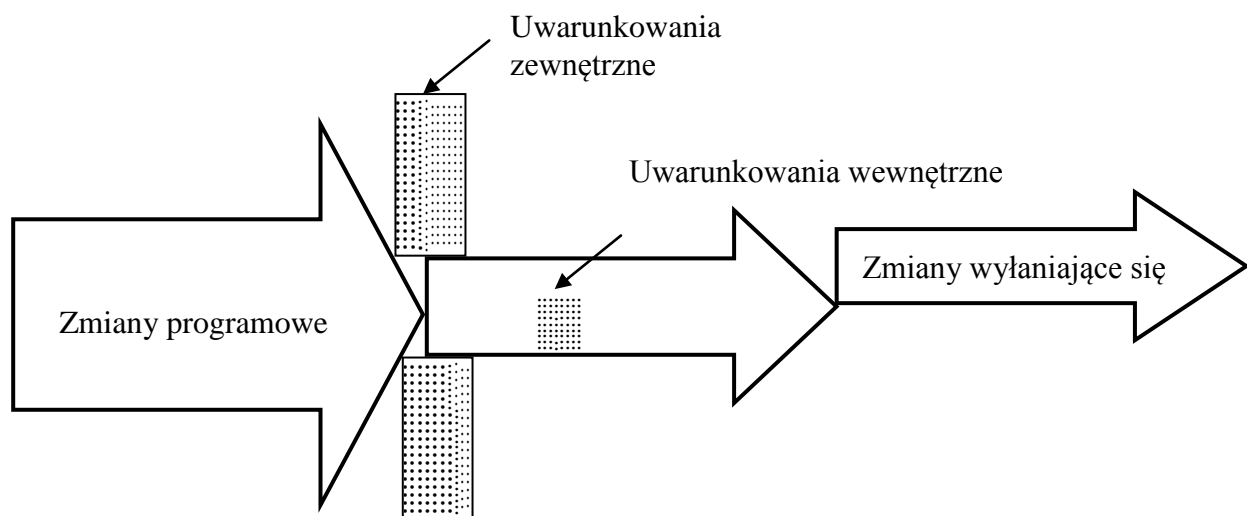 Uwarunkowania
zewnętrzne
Uwarunkowania wewnętrzne
Zmiany wyłaniające się
Zmiany programowe